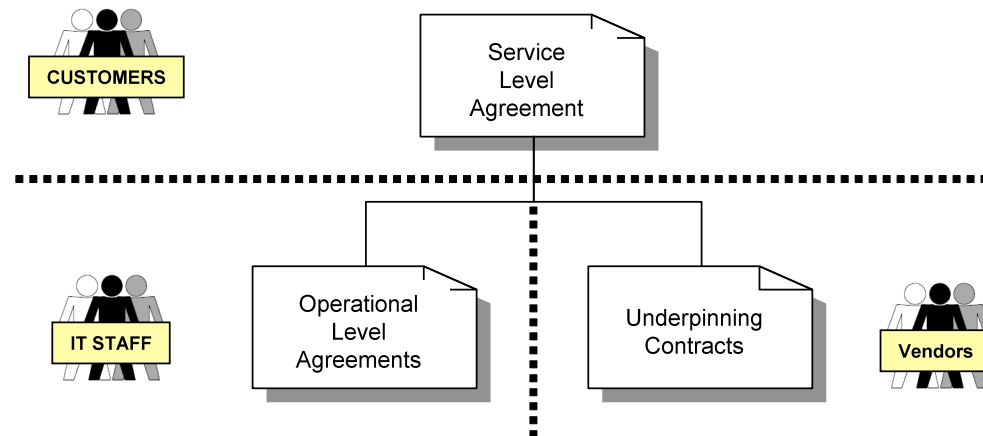 CUSTOMERS
Service
Level
Agreement
IT STAFF
Operational
Level
Agreements
Underpinning
Contracts
Vendors